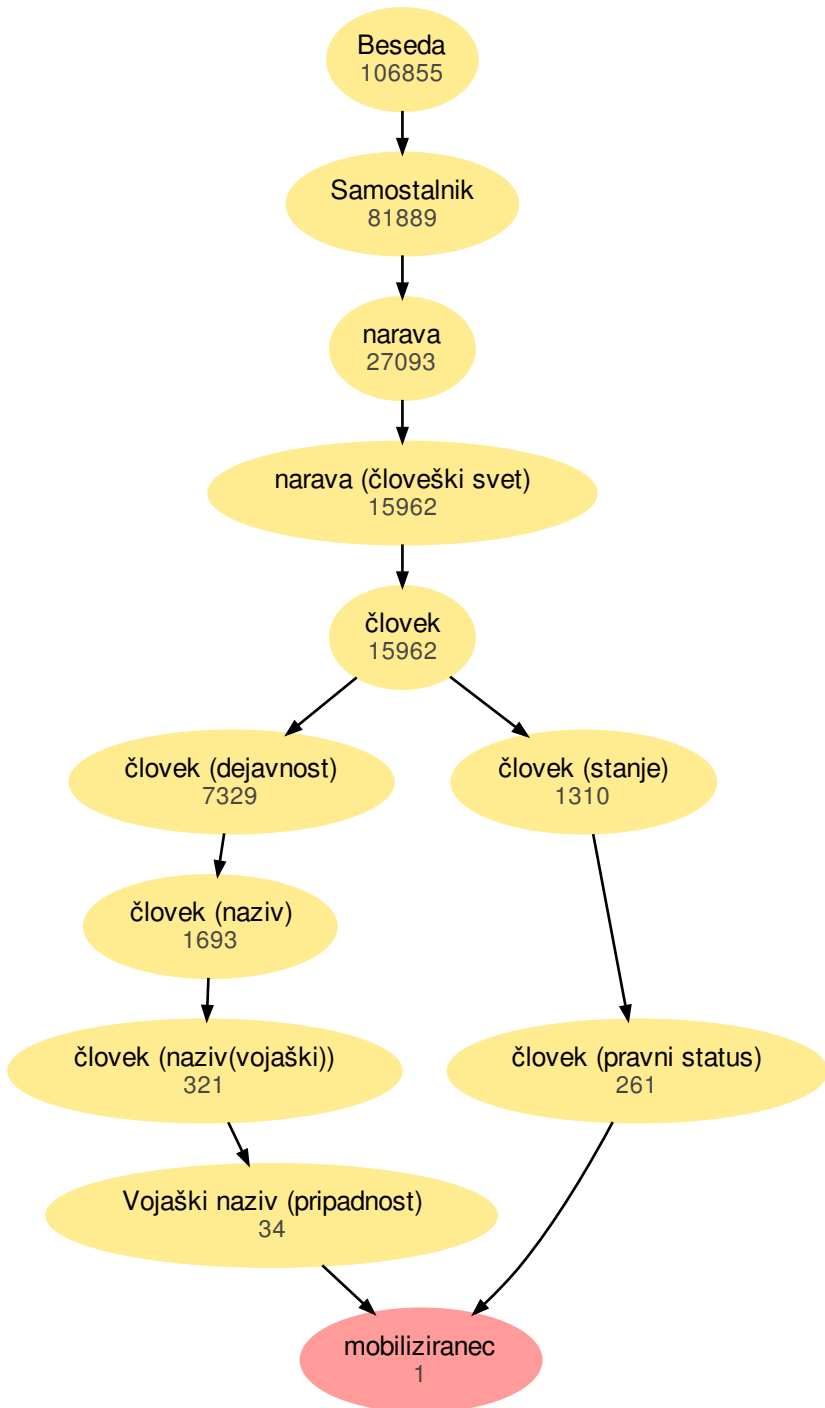 Beseda
106855
Samostalnik
81889
narava
27093
narava (človeški svet)
15962
človek
15962
človek (dejavnost)
7329
človek (stanje)
1310
človek (naziv)
1693
človek (naziv(vojaški))
321
človek (pravni status)
261
Vojaški naziv (pripadnost)
34
mobiliziranec
1